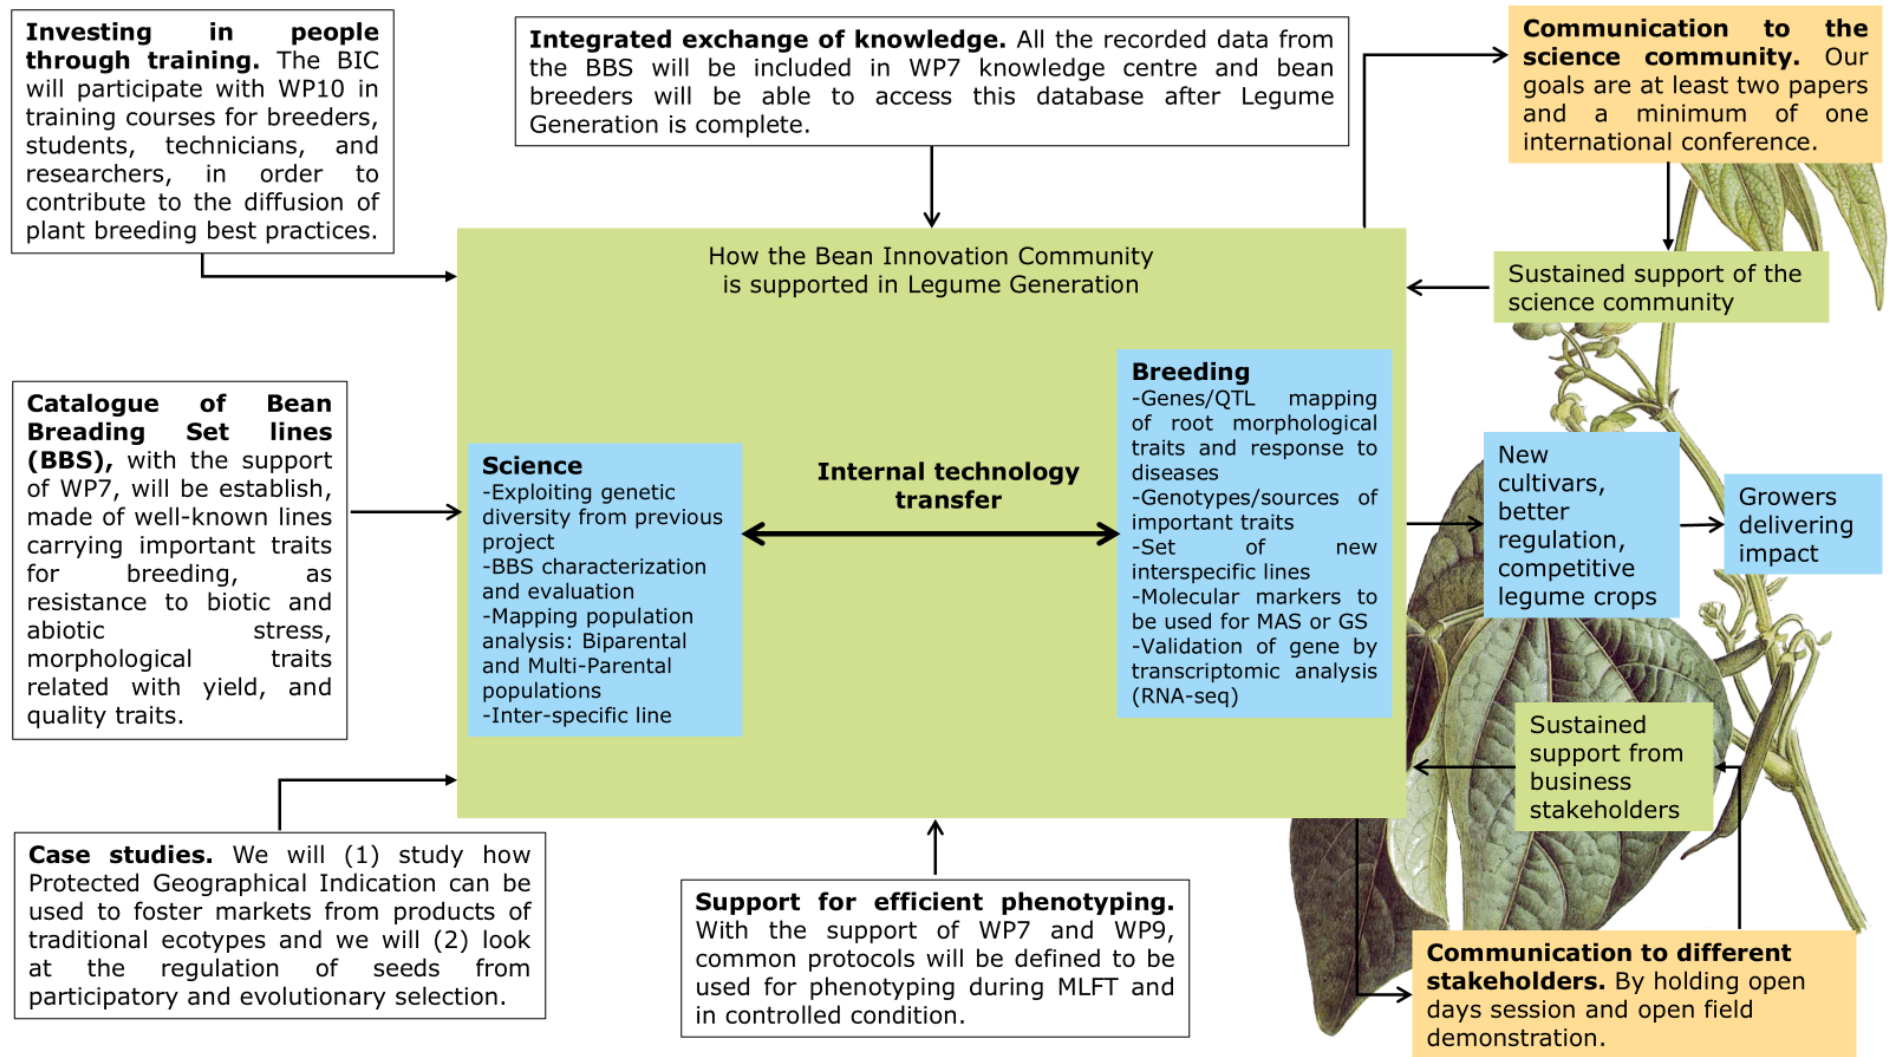 Investing in people
through training. The BIC
will participate with WP10 in
training courses for breeders,
students, technicians, and
researchers, in order to
contribute to the diffusion of
plant breeding best practices.
Integrated exchange of knowledge. All the recorded data from
the BBS will be included in WP7 knowledge centre and bean
breeders will be able to access this database after Legume
Generation is complete.
Communication to the
science community. Our
goals are at least two papers
and a minimum of one
international conference.
How the Bean Innovation Community
is supported in Legume Generation
Sustained support of the
science community
Catalogue of Bean
Breading Set lines
(BBS), with the support
of WP7, will be establish,
made of well-known lines
carrying important traits
for breeding, as
resistance to biotic and
abiotic stress,
morphological traits
related with yield, and
quality traits.
Science
-Exploiting genetic
diversity from previous
project
-BBS characterization
and evaluation
-Mapping population
analysis: Biparental
and Multi-Parental
populations
-Inter-specific line
Internal technology
transfer
Breeding
-Genes/QTL mapping
of root morphological
traits and response to
diseases
-Genotypes/sources of
important traits
-Set of new
interspecific lines
-Molecular markers to
be used for MAS or GS
-Validation of gene by
transcriptomic analysis
(RNA-seq)
New
cultivars,
better
regulation,
competitive
legume crops
Growers
delivering
impact
Sustained
support from
business
stakeholders
Case studies. We will (1) study how
Protected Geographical Indication can be
used to foster markets from products of
traditional ecotypes and we will (2) look
at the regulation of seeds from
participatory and evolutionary selection.
Support for efficient phenotyping.
With the support of WP7 and WP9,
common protocols will be defined to be
used for phenotyping during MLFT and
in controlled condition.
Communication to different
stakeholders. By holding open
days session and open field
demonstration.